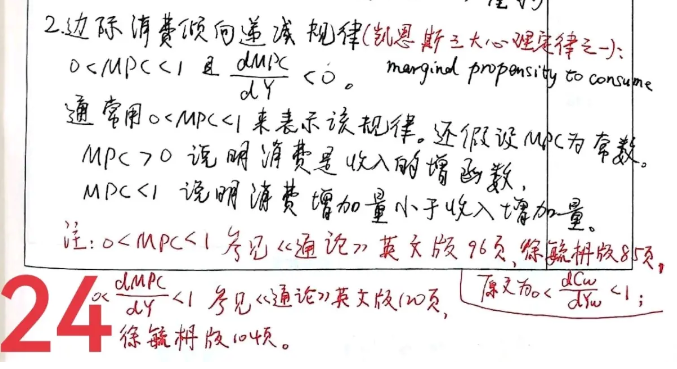 2.边际消费倾向递减规律(凯恩斯三大心理定律之一):
0<MPC<1 且 dMPC/dY <0。 marginal propensity to consume
通常用0<MPC<1来表示该规律。还假设MPC为常数。
MPC>0 说明消费是收入的增函数,
MPC<1 说明消费增加量小于收入增加量。
注:0<MPC<1 参见《通论》英文版96页,徐毓枬版85页,
原文为0< dCw/dYw <1;
0< dMPC/dY <1 参见《通论》英文版120页,
徐毓枬版104页。
24